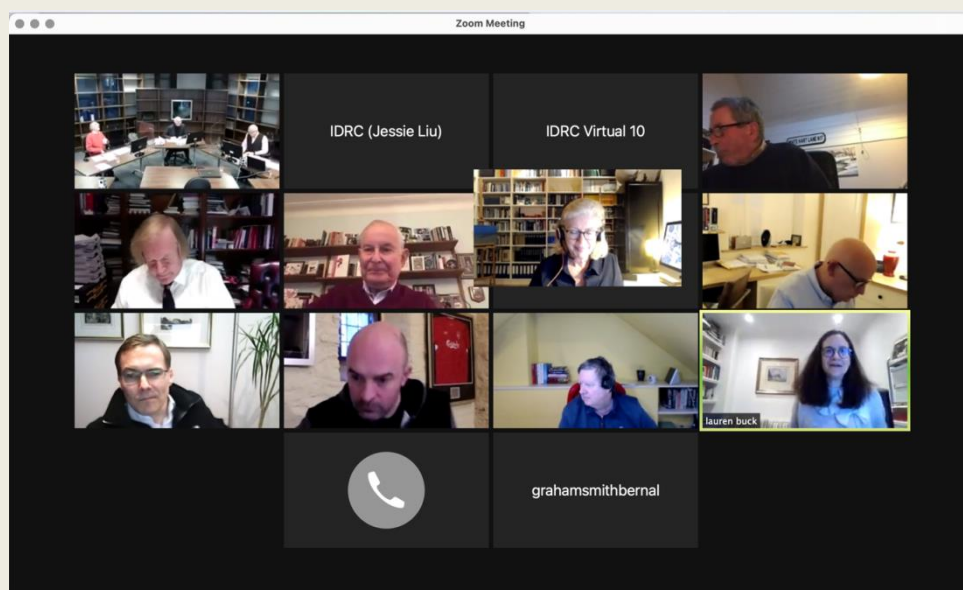 Zoom Meeting
IDRC (Jessie Liu)
IDRC Virtual 10
lauren buck
grahamsmithbernal